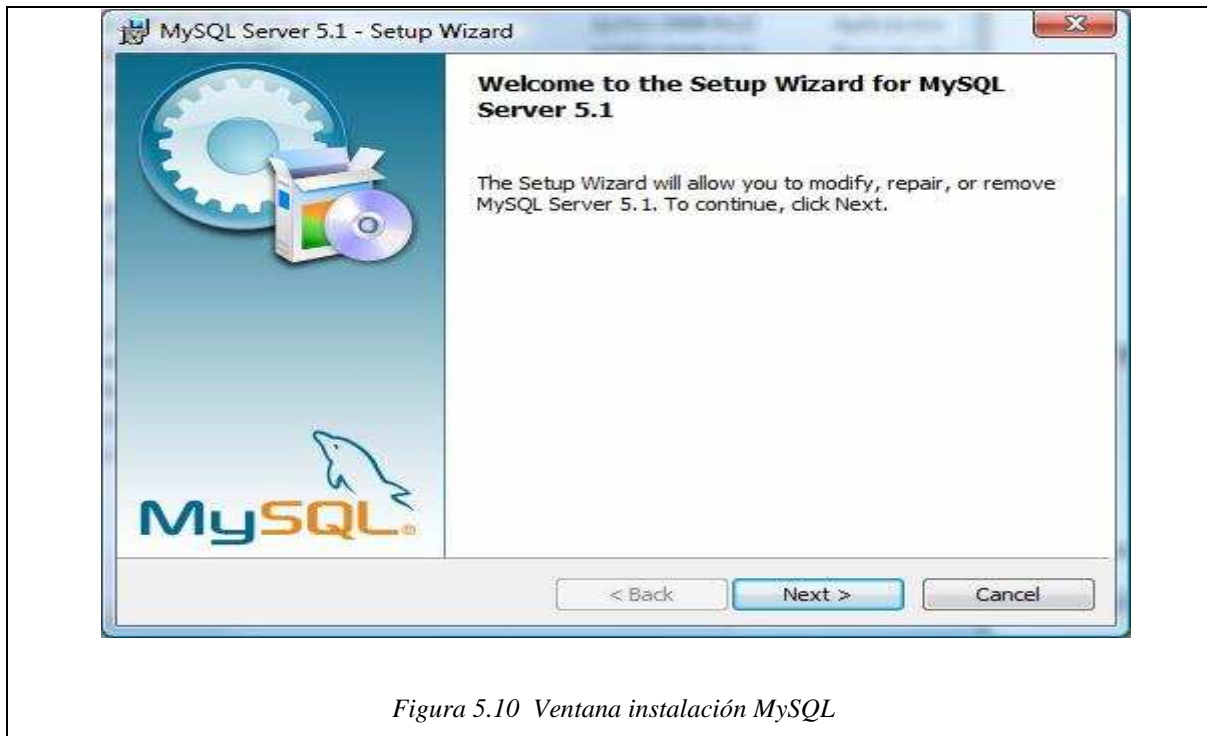 MySQL Server 5.1 - Setup Wizard
Welcome to the Setup Wizard for MySQL
Server 5.1
The Setup Wizard will allow you to modify, repair, or remove
MySQL Server 5.1. To continue, click Next.
MySQL®
< Back Next > Cancel
Figura 5.10 Ventana instalación MySQL